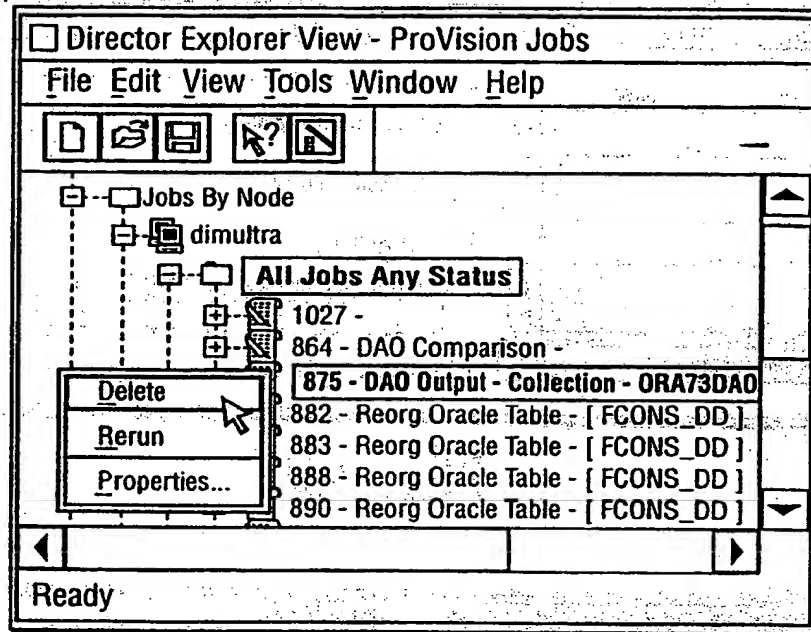 Director Explorer View - ProVision Jobs
File Edit View Tools Window Help
?
Jobs By Node
dimultra
All Jobs Any Status
1027 -
864 - DAO Comparison -
875 - DAO Output - Collection - ORA73DAO
882 - Reorg Oracle Table - [ FCONS_DD ]
883 - Reorg Oracle Table - [ FCONS_DD ]
888 - Reorg Oracle Table - [ FCONS_DD ]
890 - Reorg Oracle Table - [ FCONS_DD ]
Delete
Rerun
Properties...
Ready